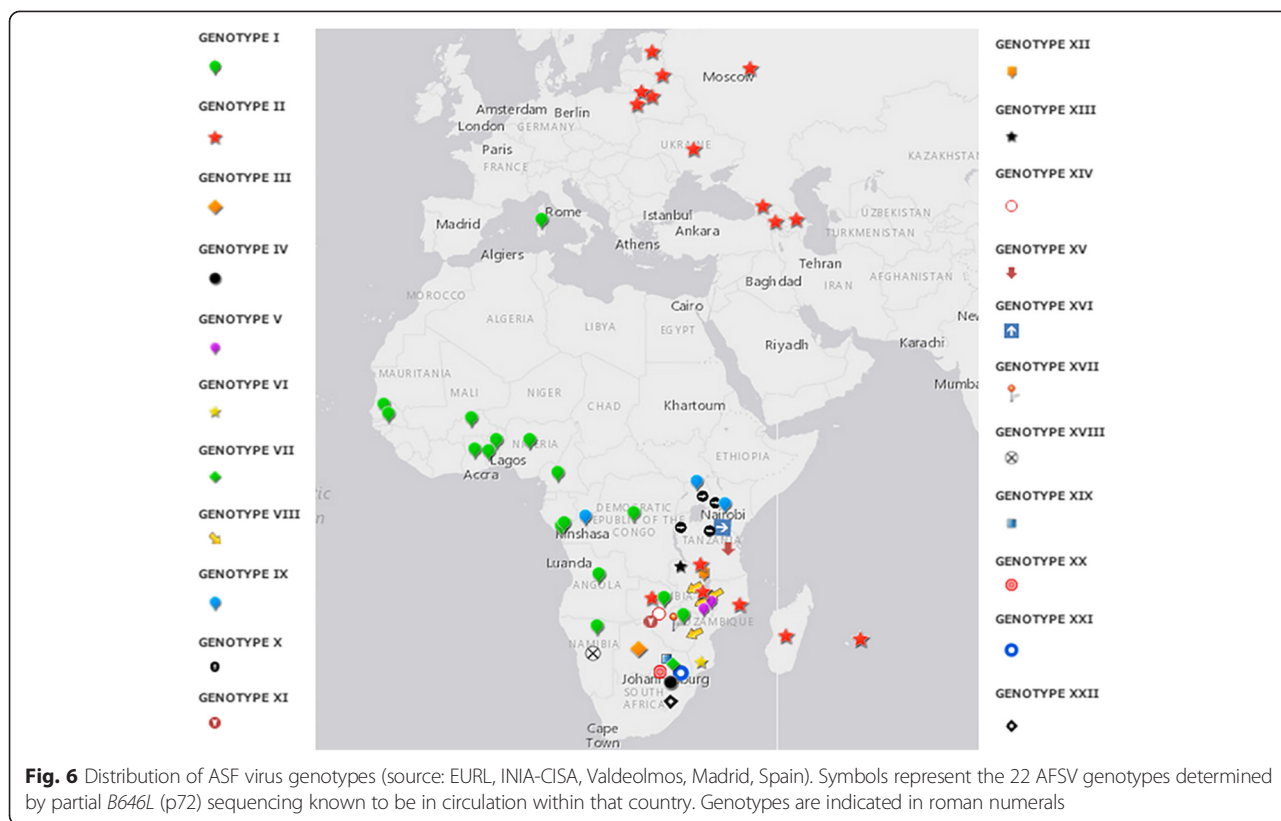 GENOTYPE I
GENOTYPE II
GENOTYPE III
GENOTYPE IV
GENOTYPE V
GENOTYPE VI
GENOTYPE VII
GENOTYPE VIII
GENOTYPE IX
GENOTYPE X
GENOTYPE XI
Moscow
Amsterdam Berlin
London GERMANY
Paris
UKRAINE
FRANCE
KAZAKHSTAN
Rome
Madrid
Istanbul
Ankara
UZBEKISTAN
TURKMENISTAN
Athens
Algiers
Tehran
Baghdad
IRAN
AFGHANISTAN
MOROCCO
Cairo
ALGERIA
LIBYA
EGYPT
Riyadh
Karachi
MAURITANIA
MALI
NIGER
CHAD
Khartoum
Mumba
NIGERIA
Lagos
Accra
ETHIOPIA
DEMOCRATIC
REPUBLIC OF THE
CONGO
Nairobi
Kinshasa
TANZANIA
Luanda
ANGOLA
MOZAMBIQUE
NAMIBIA
Johannesburg
SOUTH
AFRICA
Cape
Town
GENOTYPE XII
GENOTYPE XIII
GENOTYPE XIV
GENOTYPE XV
GENOTYPE XVI
GENOTYPE XVII
GENOTYPE XVIII
GENOTYPE XIX
GENOTYPE XX
GENOTYPE XXI
GENOTYPE XXII
Fig. 6 Distribution of ASF virus genotypes (source: EURL, INIA-CISA, Valdeolmos, Madrid, Spain). Symbols represent the 22 AFSV genotypes determined
by partial B646L (p72) sequencing known to be in circulation within that country. Genotypes are indicated in roman numerals